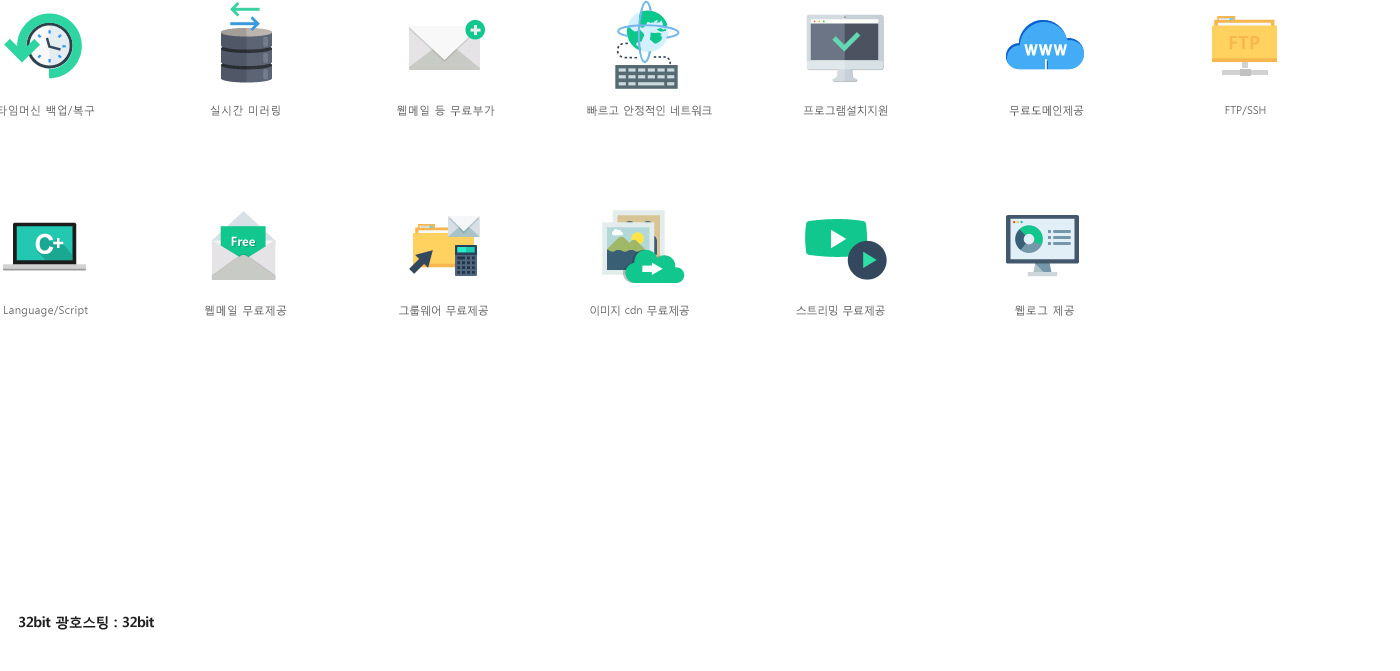 WWW
FTP
타임머신 백업/복구
실시간 미러링
웹메일 등 무료부가
빠르고 안정적인 네트워크
프로그램설치지원
무료도메인제공
FTP/SSH
C+
Free
Language/Script
웹메일 무료제공
그룹웨어 무료제공
이미지 cdn 무료제공
스트리밍 무료제공
웹로그 제공
32bit 광호스팅 : 32bit